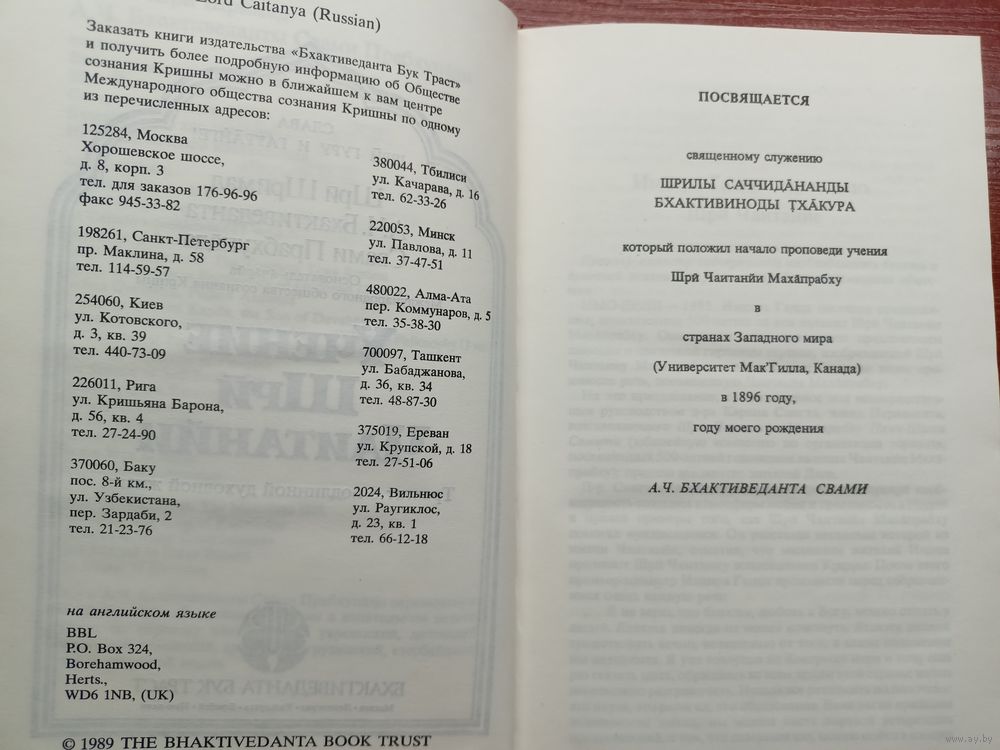 Lord Caitanya (Russian)
Заказать книги издательства «Бхактиведанта Бук Траст»
и получить более подробную информацию об Обществе
сознания Кришны можно в ближайшем к вам центре
Международного общества сознания Кришны по одному
из перечисленных адресов:
125284, Москва
Хорошевское шоссе,
д. 8, корп. 3
тел. для заказов 176-96-96
факс 945-33-82
198261, Санкт-Петербург
пр. Маклина, д. 58
тел. 114-59-57
254060, Киев
ул. Котовского,
д. 3, кв. 39
тел. 440-73-09
226011, Рига
ул. Кришьяна Барона,
д. 56, кв. 4
тел. 27-24-90
370060, Баку
пос. 8-й км.,
ул. Узбекистана,
пер. Зардаби, 2
тел. 21-23-76
380044, Тбилиси
ул. Качарава, д. 16
тел. 62-33-26
220053, Минск
ул. Павлова, д. 11
тел. 37-47-51
480022, Алма-Ата
пер. Коммунаров, д. 5
тел. 35-38-30
700097, Ташкент
ул. Бабаджанова,
д. 36, кв. 34
тел. 48-87-30
375019, Ереван
ул. Крупской, д. 18
тел. 27-51-06
2024, Вильнюс
ул. Раугиклос,
д. 23, кв. 1
тел. 66-12-18
на английском языке
BBL
P.O. Box 324,
Borehamwood,
Herts.,
WD6 1NB, (UK)
© 1989 THE BHAKTIVEDANTA BOOK TRUST
ПОСВЯЩАЕТСЯ
священному служению
ШРИЛЫ САЧЧИДА̄НАНДЫ
БХАКТИВИНОДЫ Т̣ХА̄КУРА
который положил начало проповеди учения
Шрӣ Чаитанйи Маха̄прабху
в
странах Западного мира
(Университет Мак'Гилла, Канада)
в 1896 году,
году моего рождения
А.Ч. БХАКТИВЕДАНТА СВАМИ
www.ay.by